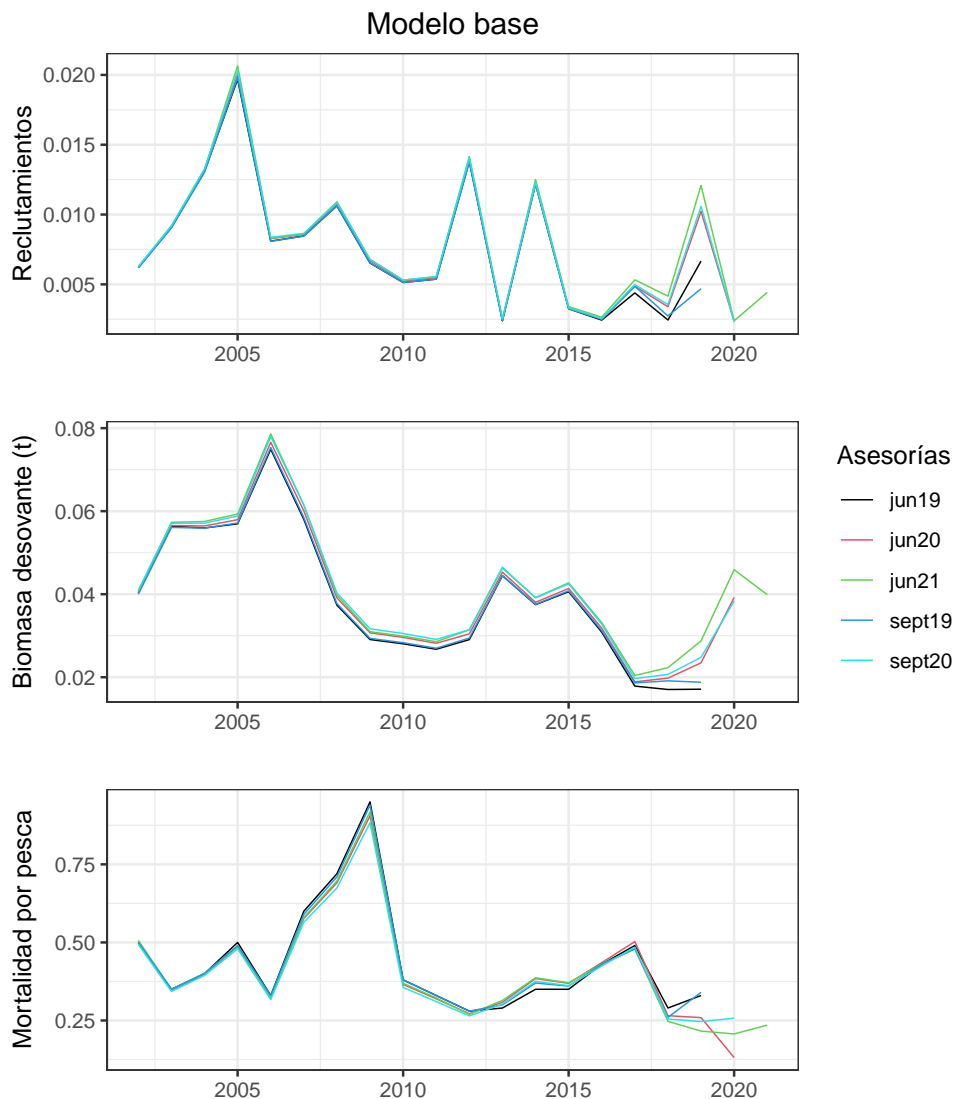 Modelo base
Reclutamientos
0.020
0.015
0.010
0.005
2005 2010 2015 2020
Biomasa desovante (t)
0.08
0.06
0.04
0.02
2005 2010 2015 2020
Asesorías
jun19
jun20
jun21
sept19
sept20
Mortalidad por pesca
0.75
0.50
0.25
2005 2010 2015 2020